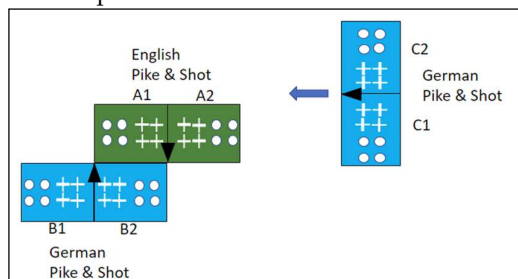 English
Pike & Shot
A1 A2
C2
German
Pike & Shot
C1
B1 B2
German
Pike & Shot